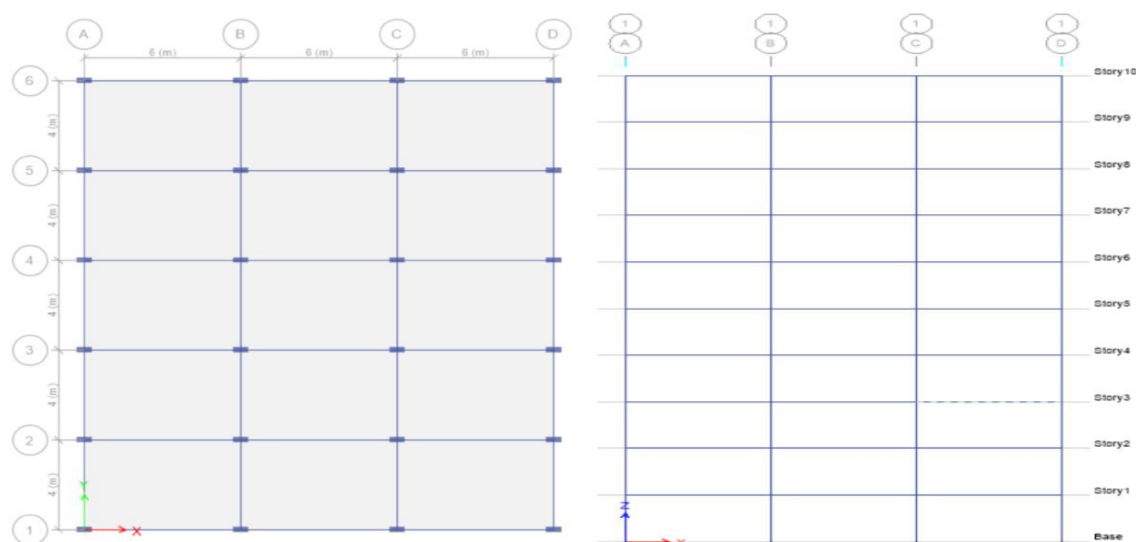 A B C D
6 (m) 6 (m) 6 (m)
6
4 (m)
5
4 (m)
4
4 (m)
3
4 (m)
2
4 (m)
Y
1
X
1 1 1 1
A B C D
Story10
Story9
Story8
Story7
Story6
Story5
Story4
Story3
Story2
Story1
Z
Base